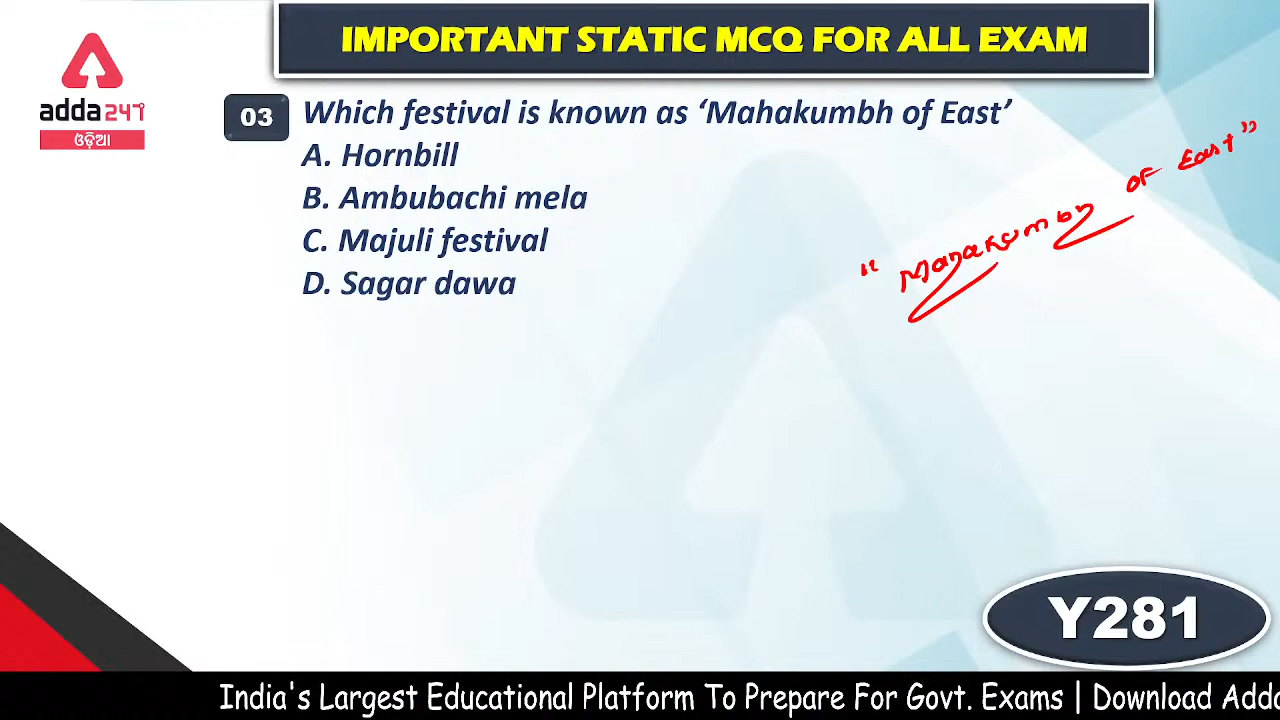 IMPORTANT STATIC MCQ FOR ALL EXAM
adda247
ଓଡ଼ିଆ
03 Which festival is known as ‘Mahakumbh of East’
A. Hornbill
B. Ambubachi mela
C. Majuli festival
D. Sagar dawa
“ Mahakumbh of East”
Y281
India's Largest Educational Platform To Prepare For Govt. Exams | Download Adda